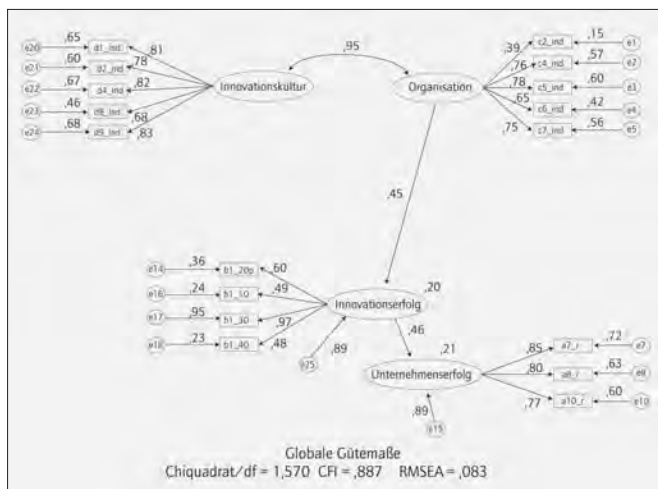 ,95
e20 ,65 d1_ind ,81
e21 ,60 d2_ind ,78
e22 ,67 d4_ind ,82
e23 ,46 d8_ind ,68
e24 ,68 d9_ind ,83
Innovationskultur
Organisation
,39 c2_ind ,15 e1
,76 c4_ind ,57 e2
,78 c5_ind ,60 e3
,65 c6_ind ,42 e4
,75 c7_ind ,56 e5
,45
e14 ,36 b1_20p ,60
e16 ,24 ,49
e17 ,95 b1_30 ,97
e18 ,23 b1_40 ,48
Innovationserfolg ,20
,89 e25
,46
,21
Unternehmenserfolg
,89 e15
,85 a7_r ,72 e7
,80 ,63
,77 a10_r ,60 e10
Globale Gütemaße
Chiquadrat/df = 1,570 CFI = ,887 RMSEA = ,083